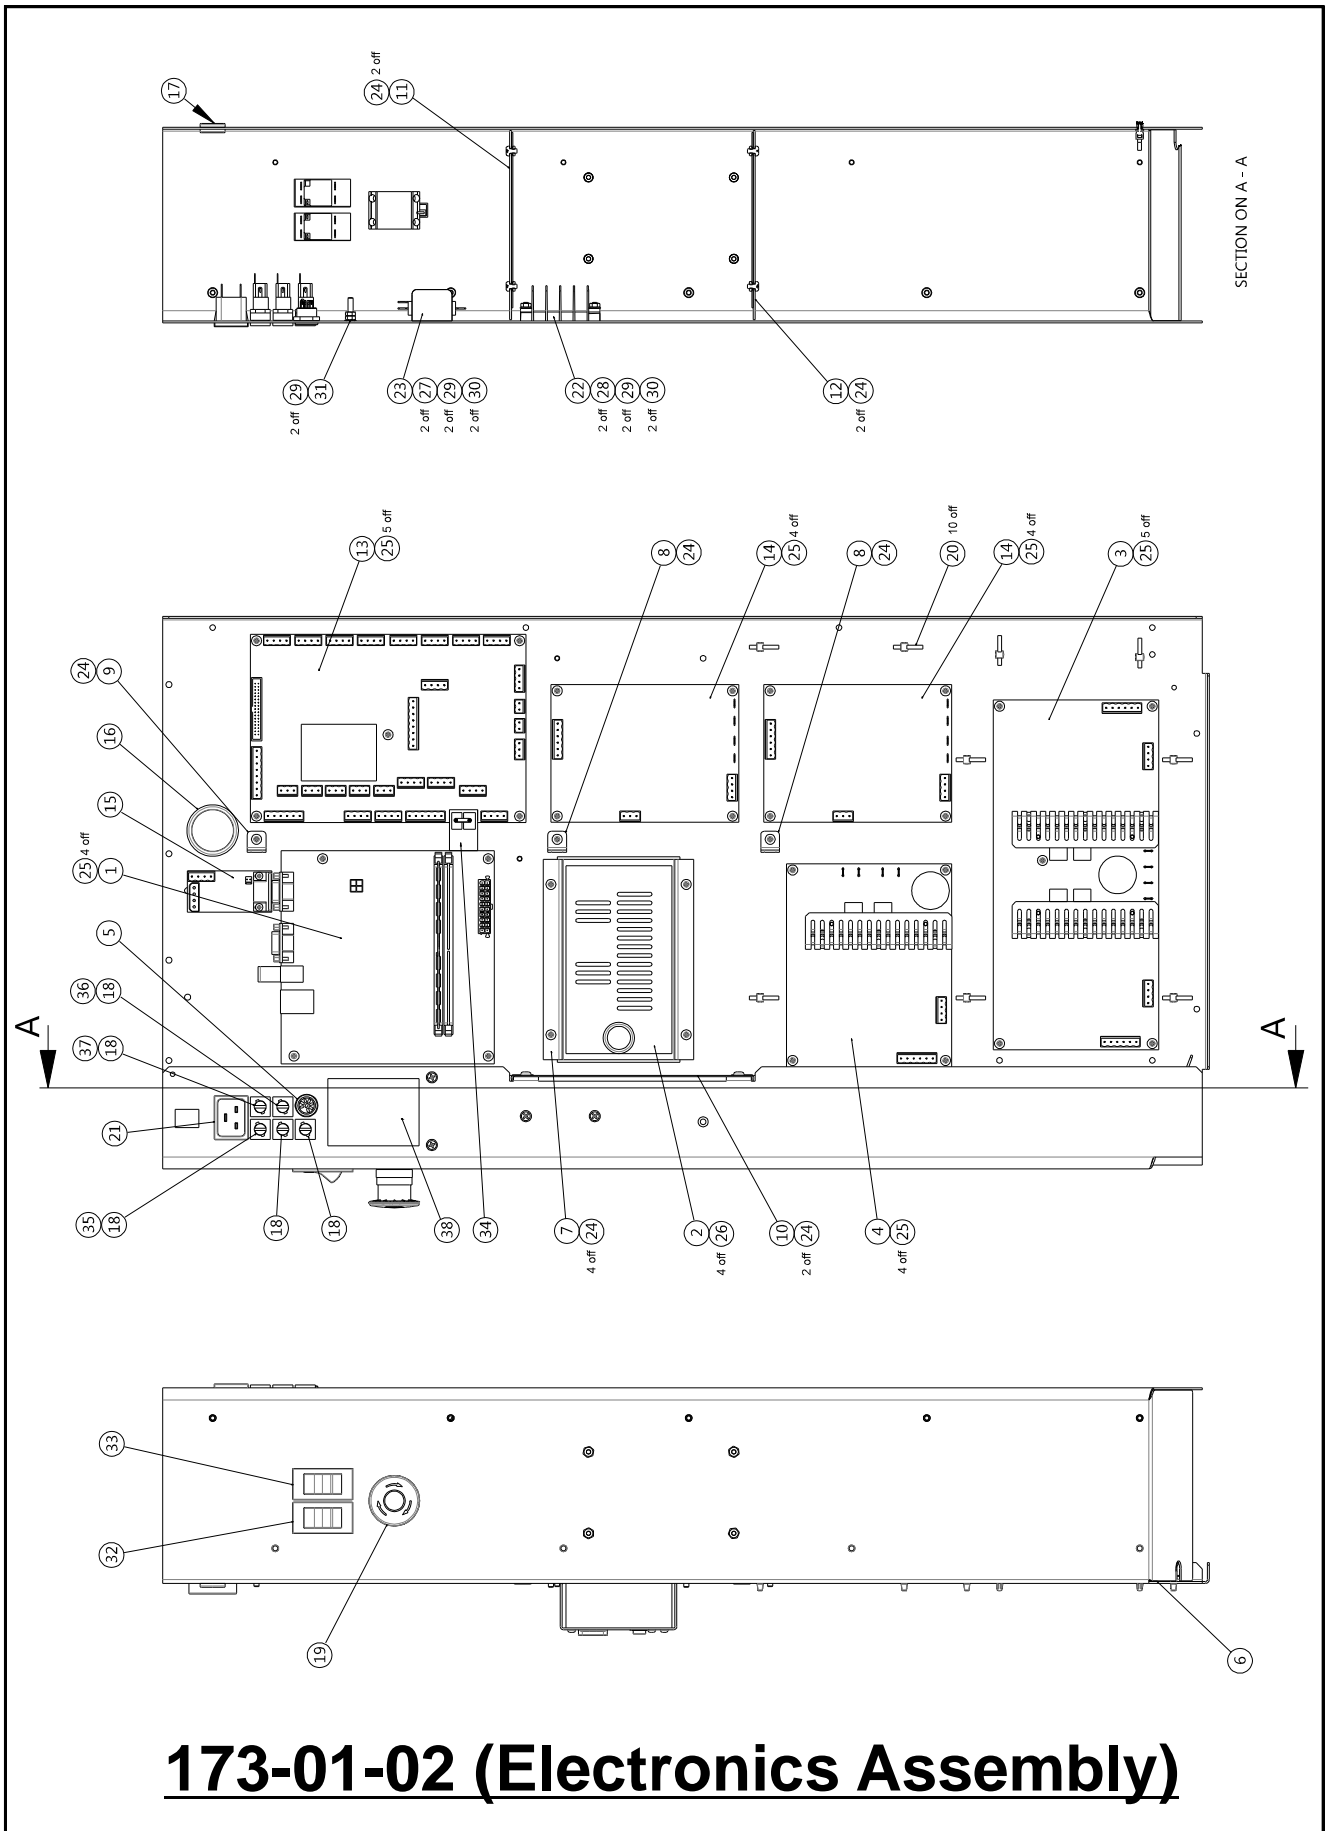 17
24 2 off
11
SECTION ON A - A
2 off 29
31
23
2 off 27
2 off 29
2 off 30
22
2 off 28
2 off 29
2 off 30
12
2 off 24
13
25 5 off
8
24
14
25 4 off
8
24
20 10 off
14
25 4 off
3
25 5 off
24
9
16
15
25 4 off
1
5
36
18
37
18
A
A
21
35
18
18
18
38
34
7
4 off 24
2
4 off 26
10
2 off 24
4
4 off 25
33
32
19
6
173-01-02 (Electronics Assembly)